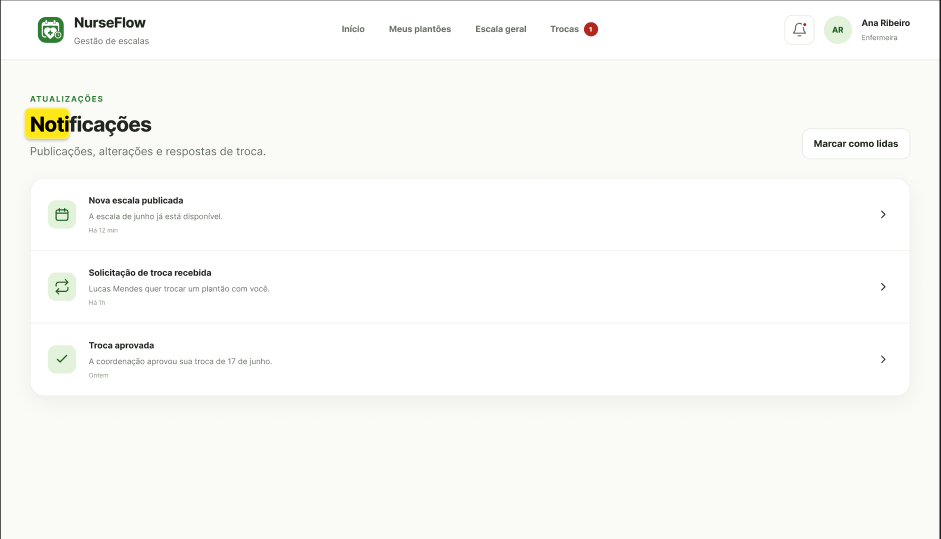 NurseFlow
Gestão de escalas
Início
Meus plantões
Escala geral
Trocas 1
AR
Ana Ribeiro
Enfermeira
ATUALIZAÇÕES
Notificações
Publicações, alterações e respostas de troca.
Marcar como lidas
Nova escala publicada
A escala de junho já está disponível.
Há 12 min
Solicitação de troca recebida
Lucas Mendes quer trocar um plantão com você.
Há 1h
Troca aprovada
A coordenação aprovou sua troca de 17 de junho.
Ontem